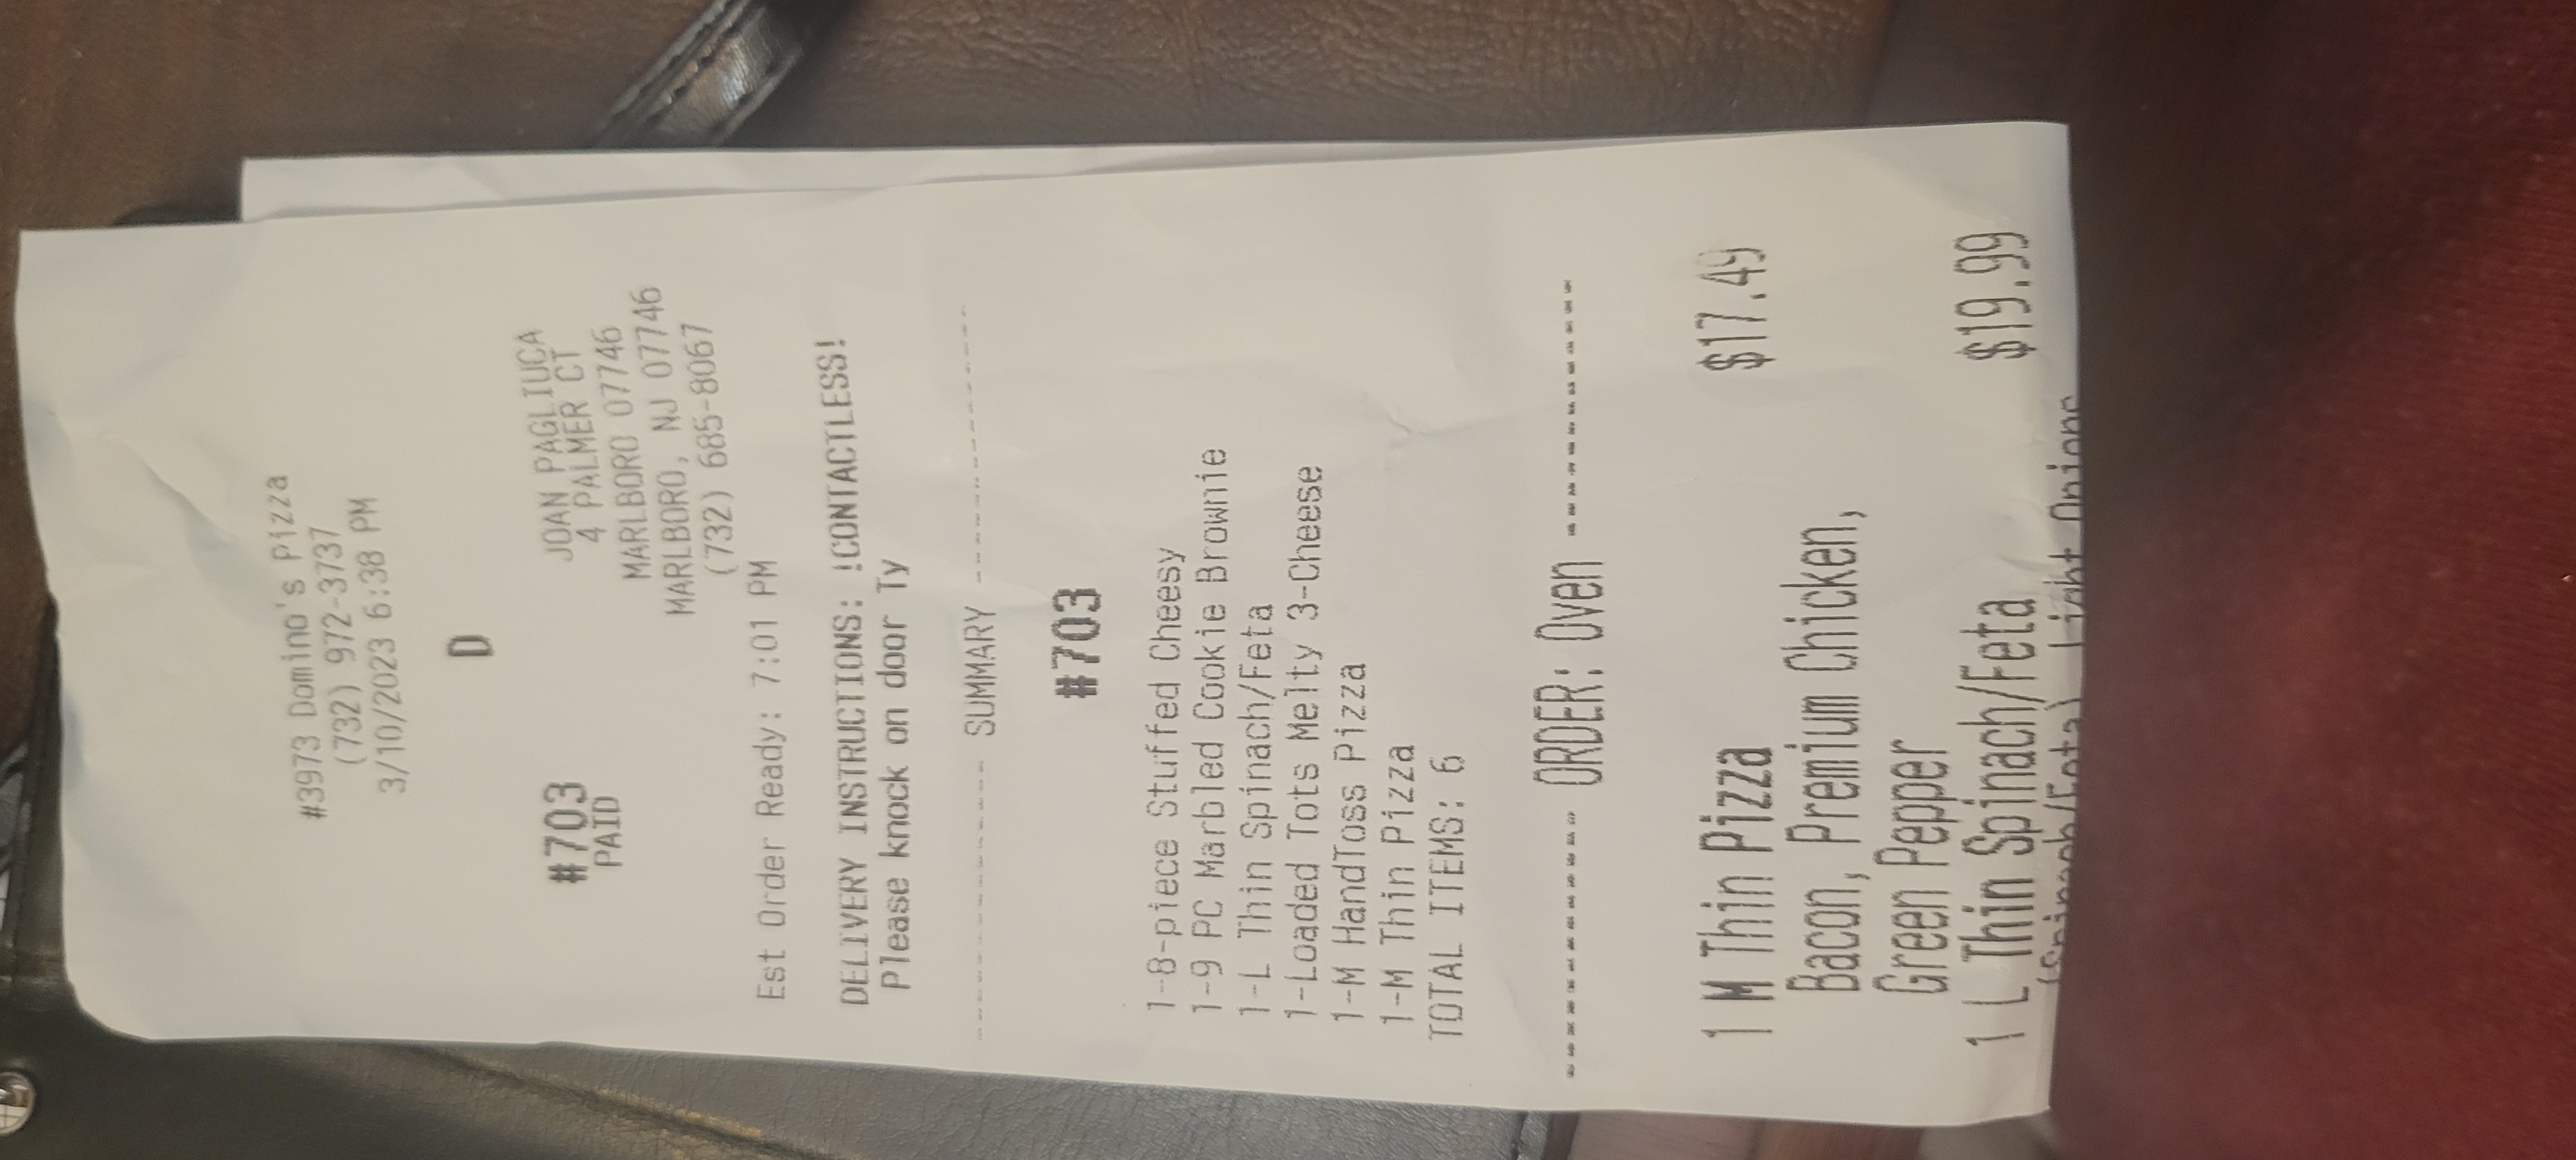 #3973 Domino's Pizza
(732) 972-3737
3/10/2023 6:38 PM
D
#703
PAID
JOAN PAGLIUCA
4 PALMER CT
MARLBORO 07746
MARLBORO, NJ 07746
(732) 685-8067
Est Order Ready: 7:01 PM
DELIVERY INSTRUCTIONS: !CONTACTLESS!
Please knock on door Ty
SUMMARY
#703
1-8-piece Stuffed Cheesy
1-9 PC Marbled Cookie Brownie
1-L Thin Spinach/Feta
1-Loaded Tots Melty 3-Cheese
1-M HandToss Pizza
1-M Thin Pizza
TOTAL ITEMS: 6
ORDER: Oven
1 M Thin Pizza $17.49
Bacon, Premium Chicken,
Green Pepper
1 L Thin Spinach/Feta $19.99
(Spinach/Feta) Light Onions